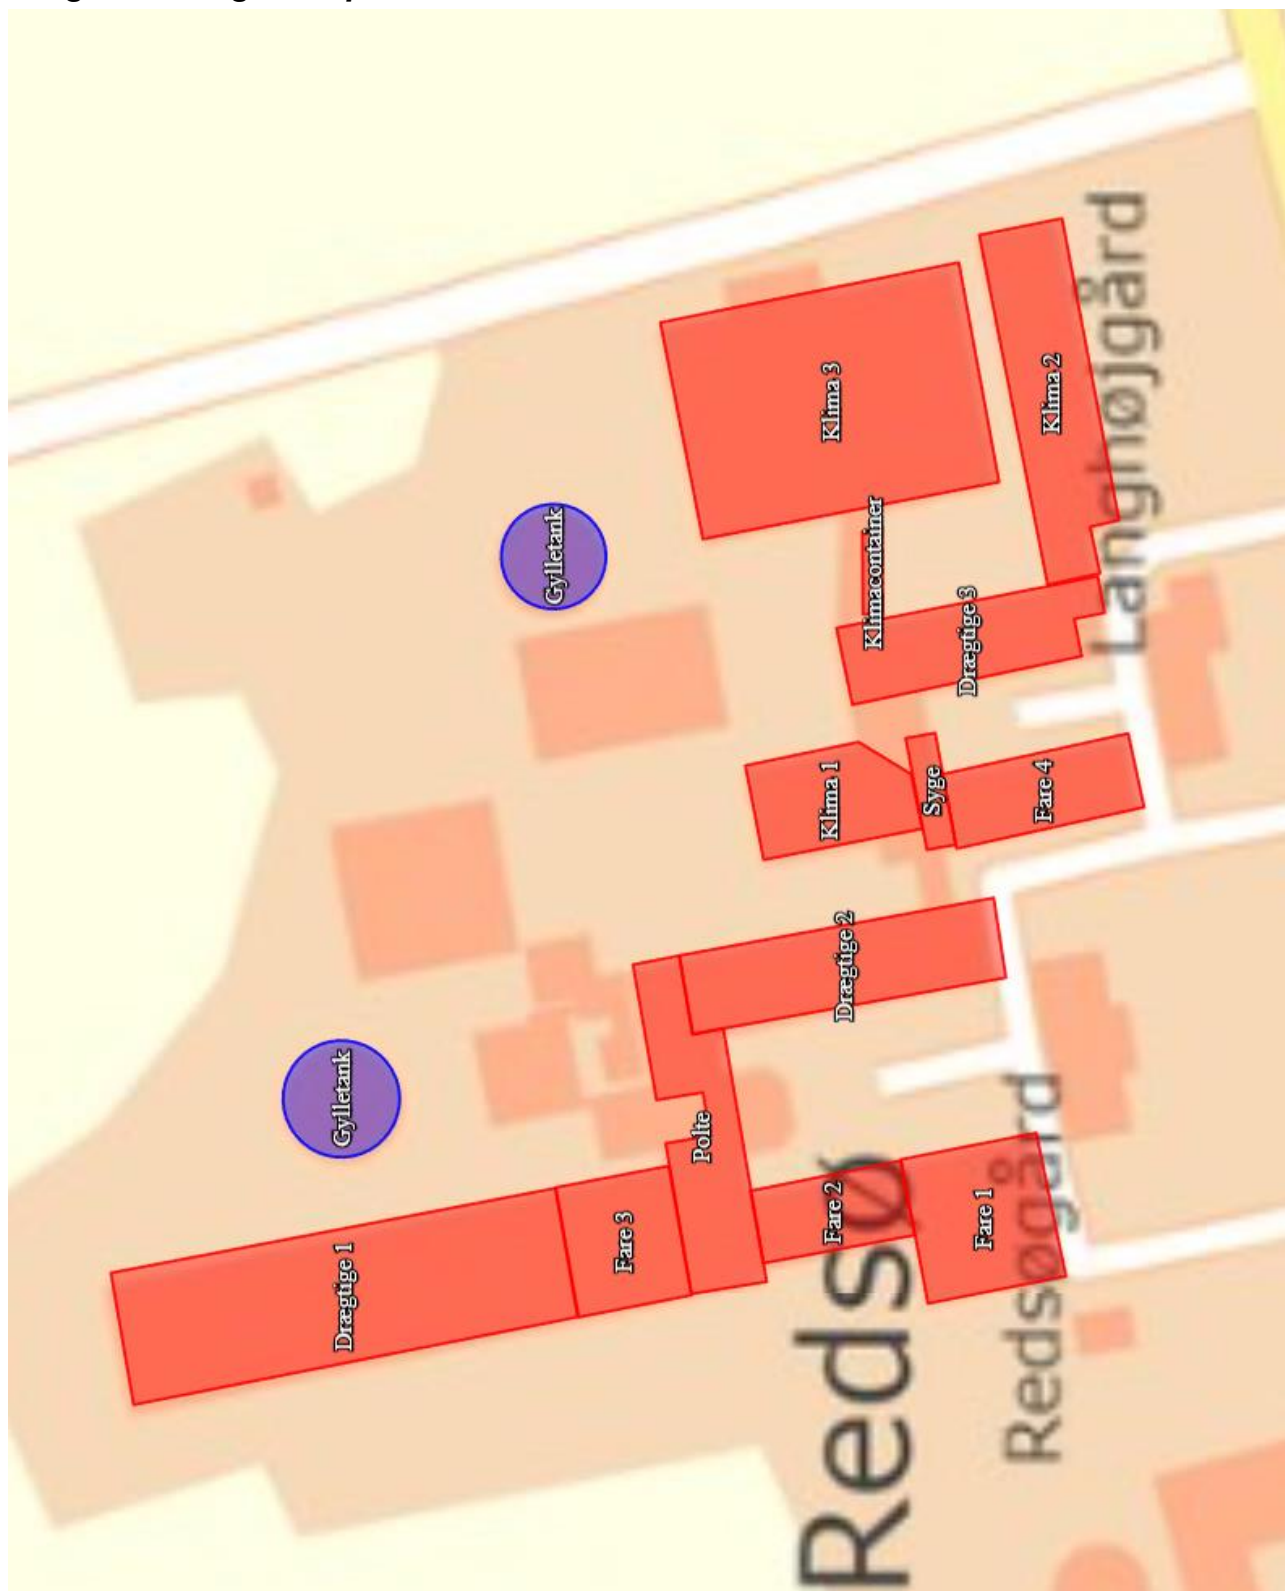 Langhøjgård
Klima 3
Klima 2
Klimacontainer
Gylletank
Drægtige 3
Klima 1
Syge
Fare 4
Drægtige 2
Gylletank
Polte
Redsøgård
Redsø
Fare 2
Fare 1
Fare 3
Drægtige 1